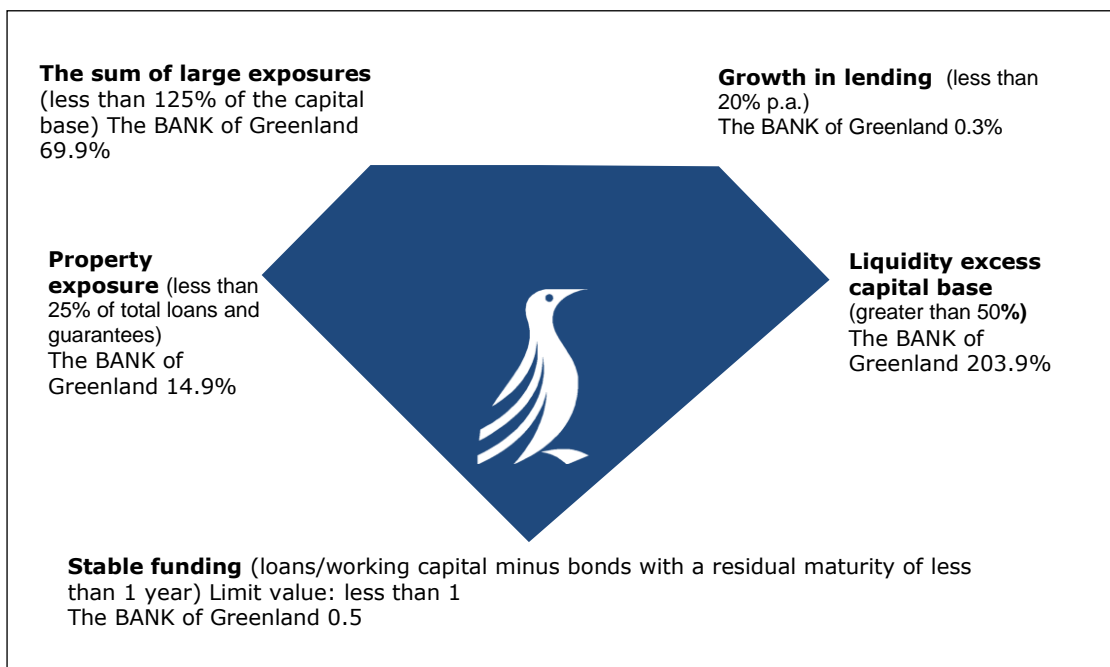 The sum of large exposures
(less than 125% of the capital
base) The BANK of Greenland
69.9%
Growth in lending (less than
20% p.a.)
The BANK of Greenland 0.3%
Property
exposure (less than
25% of total loans and
guarantees)
The BANK of
Greenland 14.9%
Liquidity excess
capital base
(greater than 50%)
The BANK of
Greenland 203.9%
Stable funding (loans/working capital minus bonds with a residual maturity of less
than 1 year) Limit value: less than 1
The BANK of Greenland 0.5